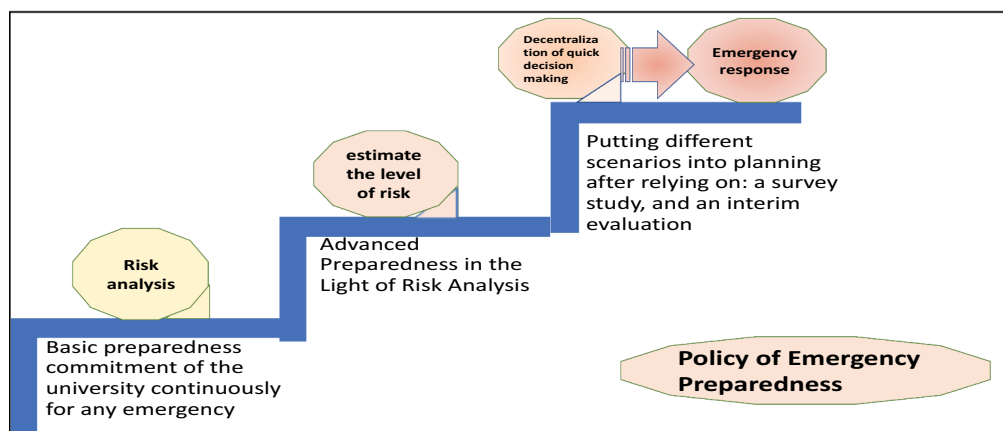 Risk
analysis
Basic preparedness
commitment of the
university continuously
for any emergency
estimate
the level
of risk
Advanced
Preparedness in the
Light of Risk Analysis
Decentraliza
tion of quick
decision
making
Emergency
response
Putting different
scenarios into planning
after relying on: a survey
study, and an interim
evaluation
Policy of Emergency
Preparedness